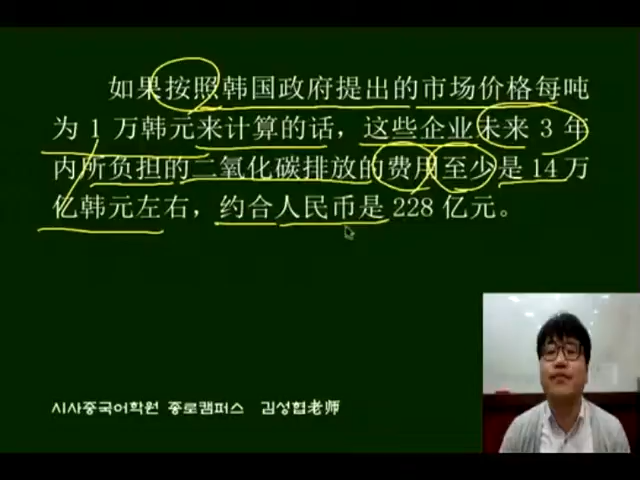 如果按照韩国政府提出的市场价格每吨
为 1 万韩元来计算的话，这些企业未来 3 年
内所负担的二氧化碳排放的费用至少是 14 万
亿韩元左右，约合人民币是 228 亿元。
시사중국어학원 종로캠퍼스 김성협老师